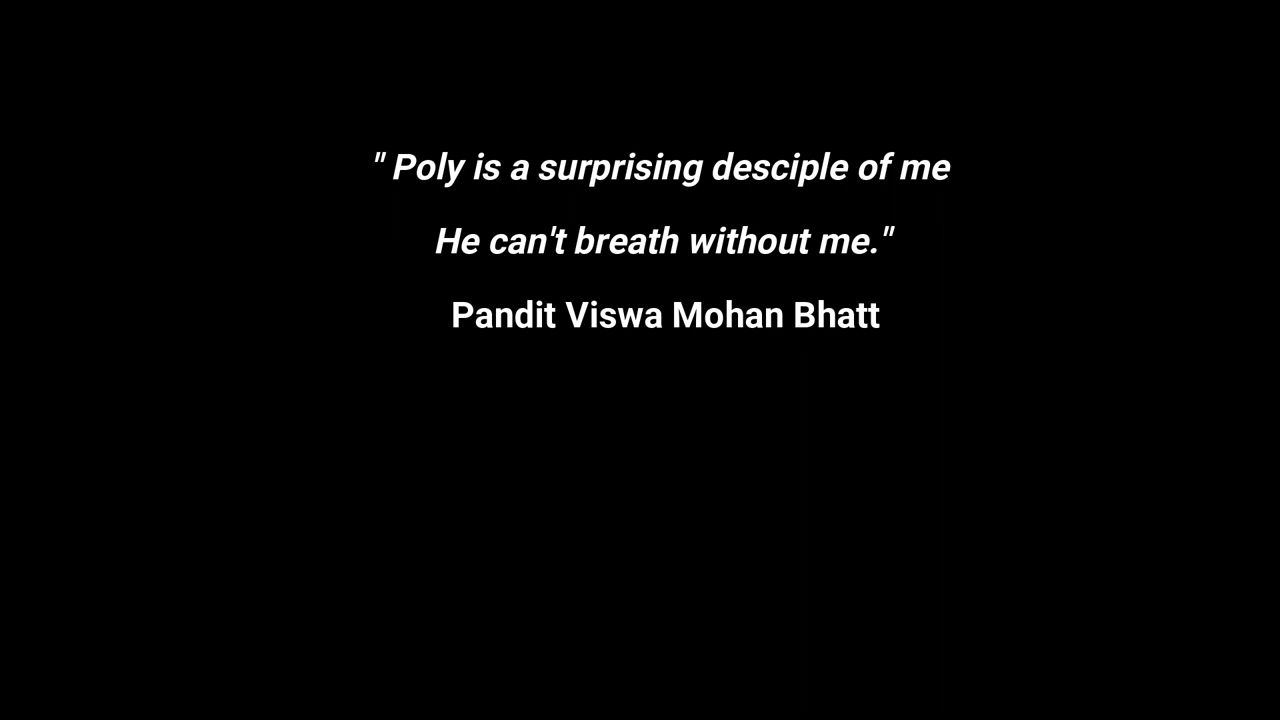 " Poly is a surprising desciple of me
He can't breath without me."
Pandit Viswa Mohan Bhatt